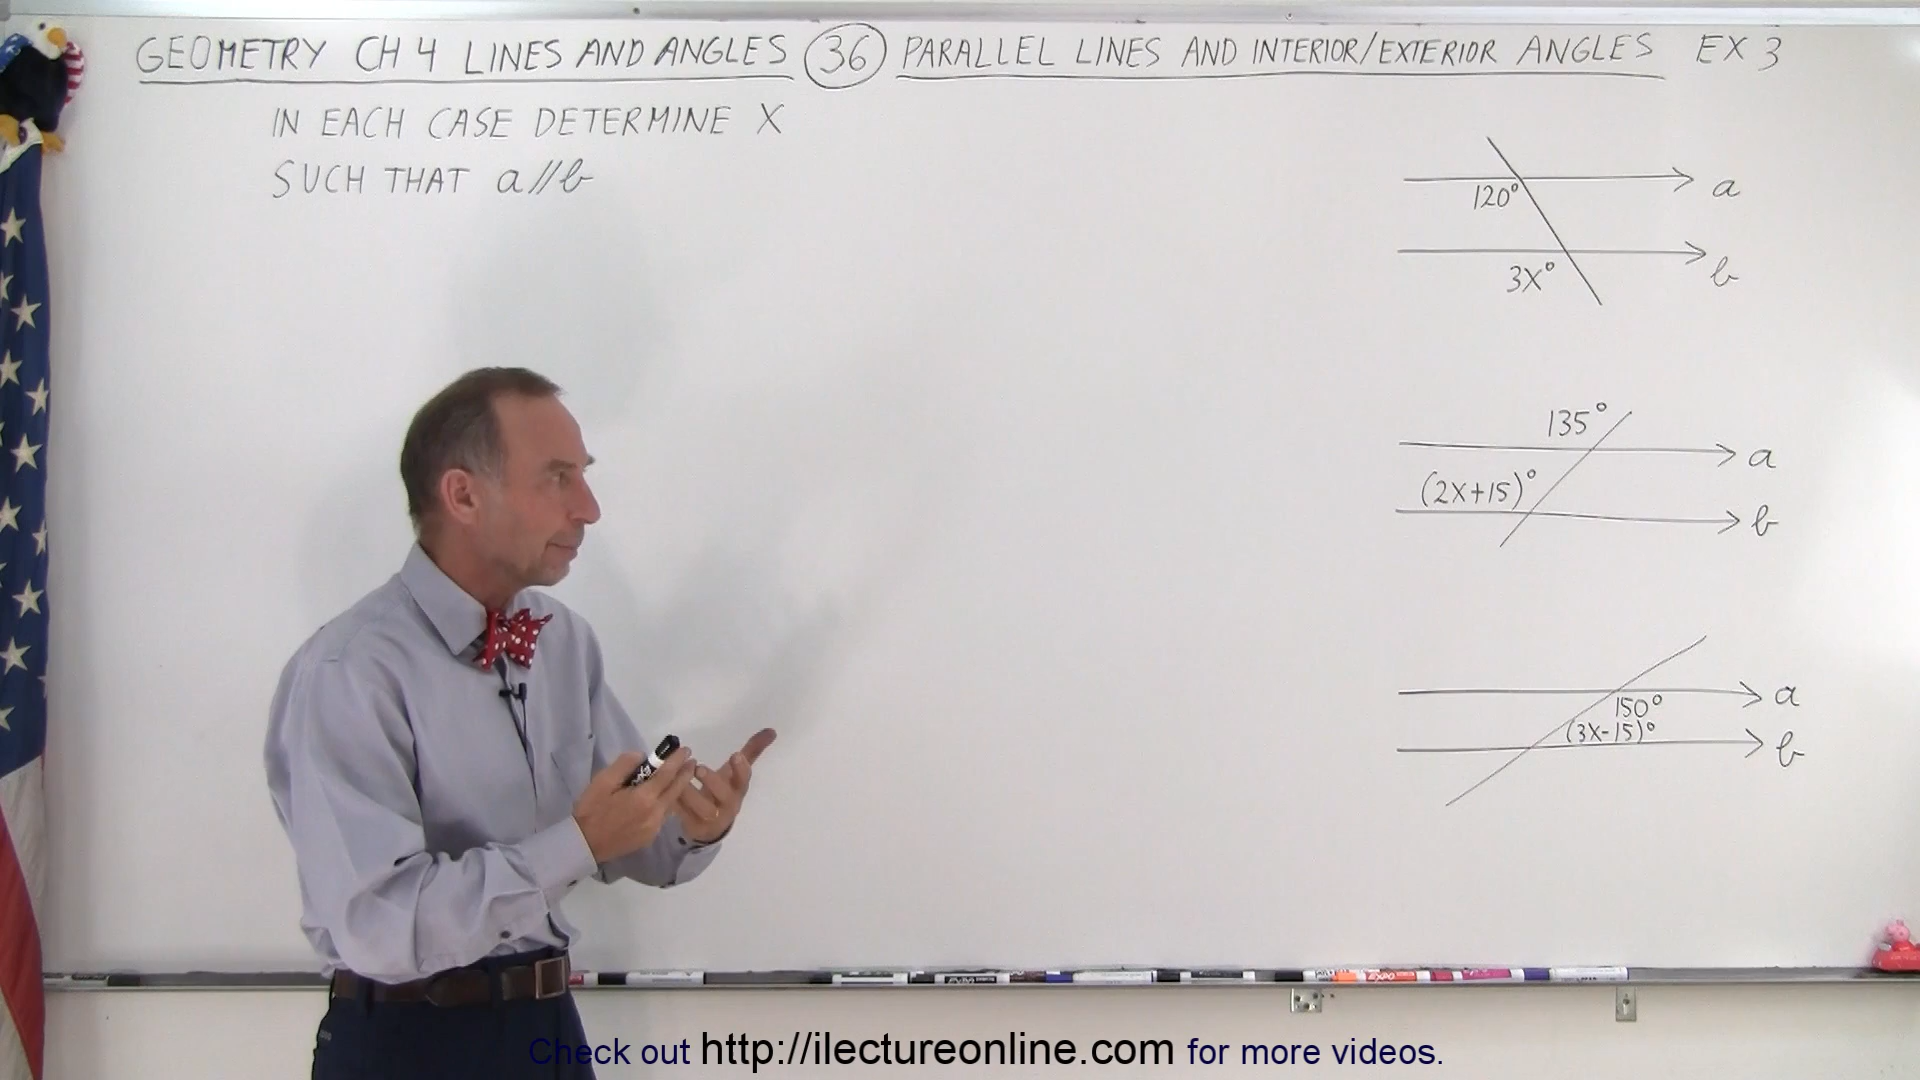 GEOMETRY CH 4 LINES AND ANGLES 36 PARALLEL LINES AND INTERIOR/EXTERIOR ANGLES EX 3
IN EACH CASE DETERMINE X
SUCH THAT a//b
120° a
3X° b
135°
a
(2X+15)°
b
a
150°
(3X-15)°
b
Check out http://ilectureonline.com for more videos.